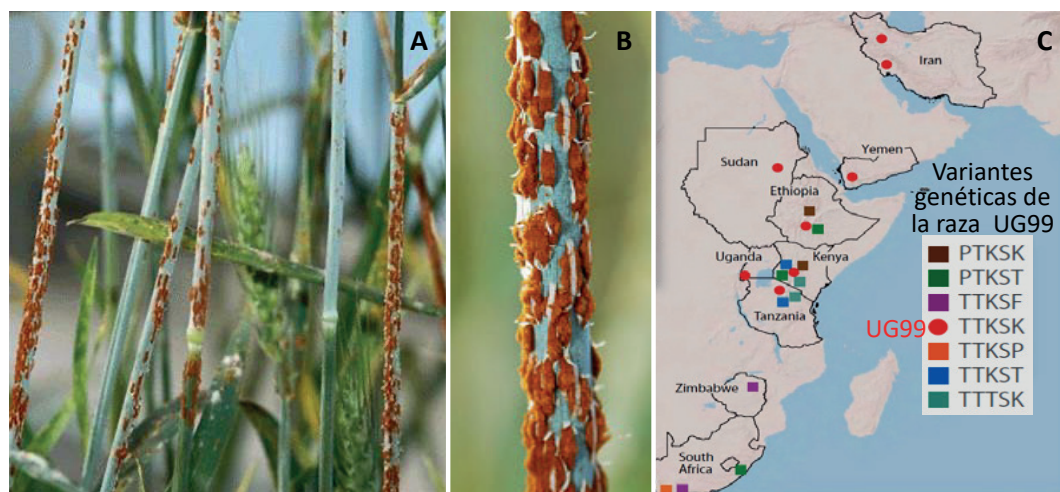 A
B
C
Iran
Sudan
Yemen
Ethiopia
Uganda
Kenya
Tanzania
Zimbabwe
South
Africa
Variantes
genéticas de
la raza UG99
PTKSK
PTKST
TTKSF
UG99 TTKSK
TTKSP
TTKST
TTTSK